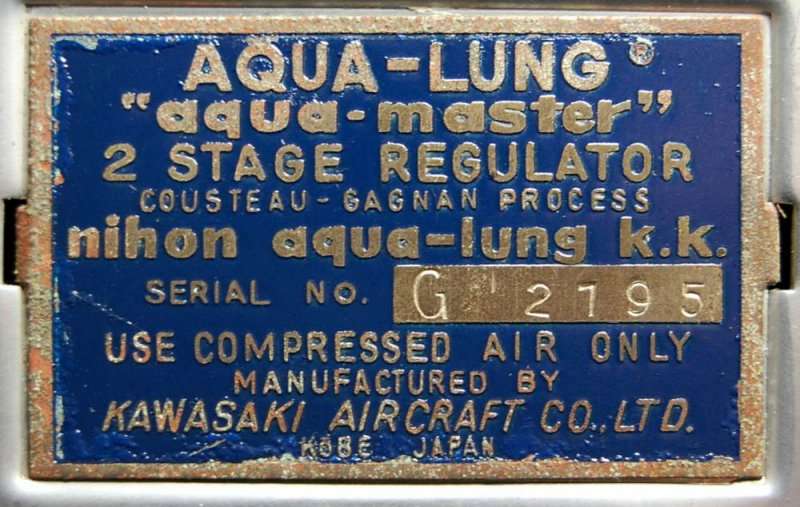 AQUA-LUNG®
"aqua-master"
2 STAGE REGULATOR
COUSTEAU-GAGNAN PROCESS
nihon aqua-lung k.k.
SERIAL NO. G 2195
USE COMPRESSED AIR ONLY
MANUFACTURED BY
KAWASAKI AIRCRAFT CO., LTD.
KOBE JAPAN